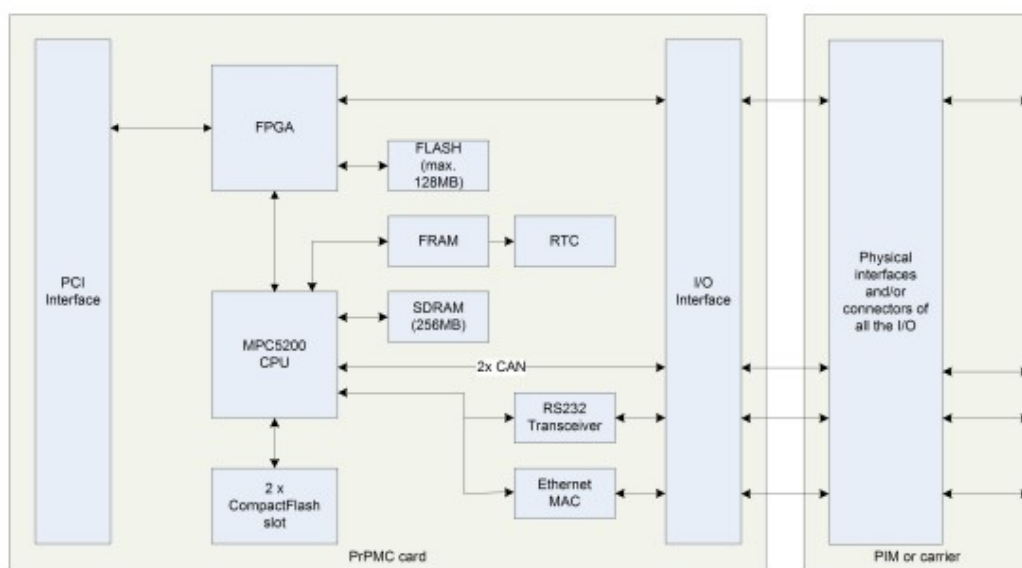 FPGA
FLASH
(max.
128MB)
FRAM
RTC
PCI
Interface
SDRAM
(256MB)
MPC5200
CPU
2x CAN
I/O
Interface
Physical
interfaces
and/or
connectors of
all the I/O
RS232
Transceiver
2 x
CompactFlash
slot
Ethernet
MAC
PrPMC card
PIM or carrier